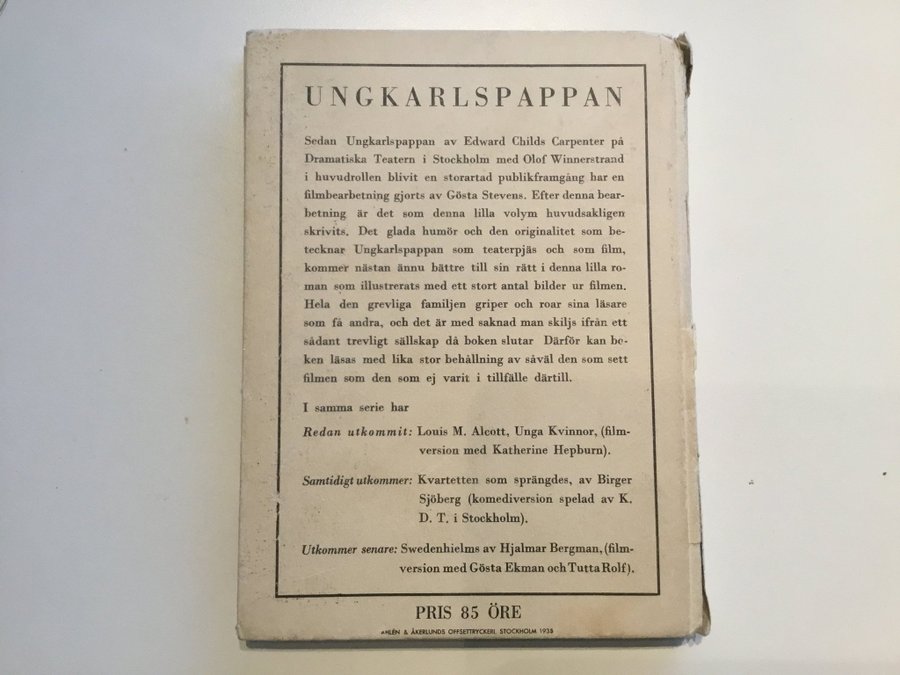 UNGKARLSPAPPAN
Sedan Ungkarlspappan av Edward Childs Carpenter på
Dramatiska Teatern i Stockholm med Olof Winnerstrand
i huvudrollen blivit en storartad publikframgång har en
filmbearbetning gjorts av Gösta Stevens. Efter denna bear-
betning är det som denna lilla volym huvudsakligen
skrivits. Det glada humör och den originalitet som be-
tecknar Ungkarlspappan som teaterpjäs och som film,
kommer nästan ännu bättre till sin rätt i denna lilla ro-
man som illustrerats med ett stort antal bilder ur filmen.
Hela den grevliga familjen griper och roar sina läsare
som få andra, och det är med saknad man skiljs ifrån ett
sådant trevligt sällskap då boken slutar Därför kan bo-
ken läsas med lika stor behållning av såväl den som sett
filmen som den som ej varit i tillfälle därtill.
I samma serie har
Redan utkommit: Louis M. Alcott, Unga Kvinnor, (film-
version med Katherine Hepburn).
Samtidigt utkommer: Kvartetten som sprängdes, av Birger
Sjöberg (komediversion spelad av K.
D. T. i Stockholm).
Utkommer senare: Swedenhielms av Hjalmar Bergman, (film-
version med Gösta Ekman och Tutta Rolf).
PRIS 85 ÖRE
AHLÉN & ÅKERLUNDS OFFSETTRYCKERI, STOCKHOLM 1935